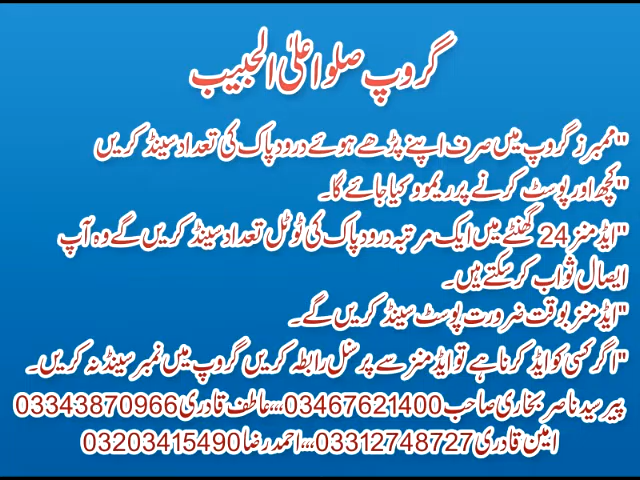 گروپ صلوا علیٰ الحبیب
"ممبرز گروپ میں صرف اپنے پڑھے ہوئے درود پاک کی تعداد سینڈ کریں
"کچھ اور پوسٹ کرنے پر ریموو کیا جائے گا۔
"ایڈمنز 24 گھنٹے میں ایک مرتبہ درود پاک کی ٹوٹل تعداد سینڈ کریں گے وہ آپ
ایصال ثواب کر سکتے ہیں۔
"ایڈمنز بوقت ضرورت پوسٹ سینڈ کریں گے۔
"اگر کسی کو ایڈ کرنا ہے تو ایڈمنز سے پرسنل رابطہ کریں گروپ میں نمبر سینڈ نہ کریں۔
پیر سید ناصر بخاری صاحب 03467621400،،،عاطف قادری 03343870966
امین قادری 03312748727،،،احمد رضا 03203415490